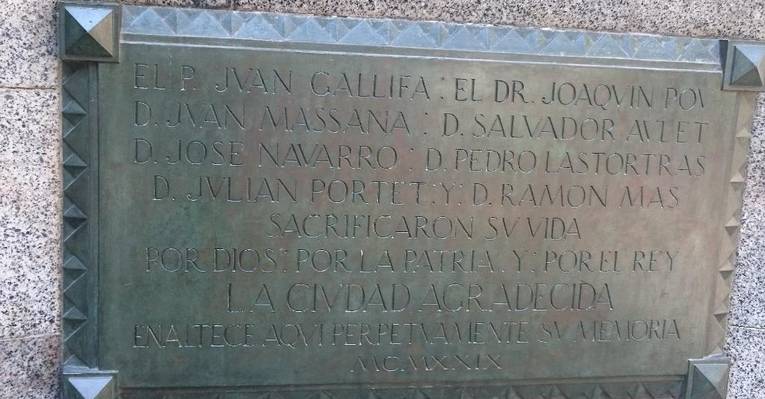 EL P. JVAN GALLIFA : EL DR. JOAQVIN POV
D. JVAN MASSANA : D. SALVADOR AVLET
D. JOSE NAVARRO : D. PEDRO LASTORTRAS
D. JVLIAN PORTET : Y : D. RAMON MAS
SACRIFICARON SV VIDA
POR DIOS : POR LA PATRIA : Y : POR EL REY
LA CIVDAD AGRADECIDA
ENALTECE AQVI PERPETVAMENTE SV MEMORIA
MCMXXIX